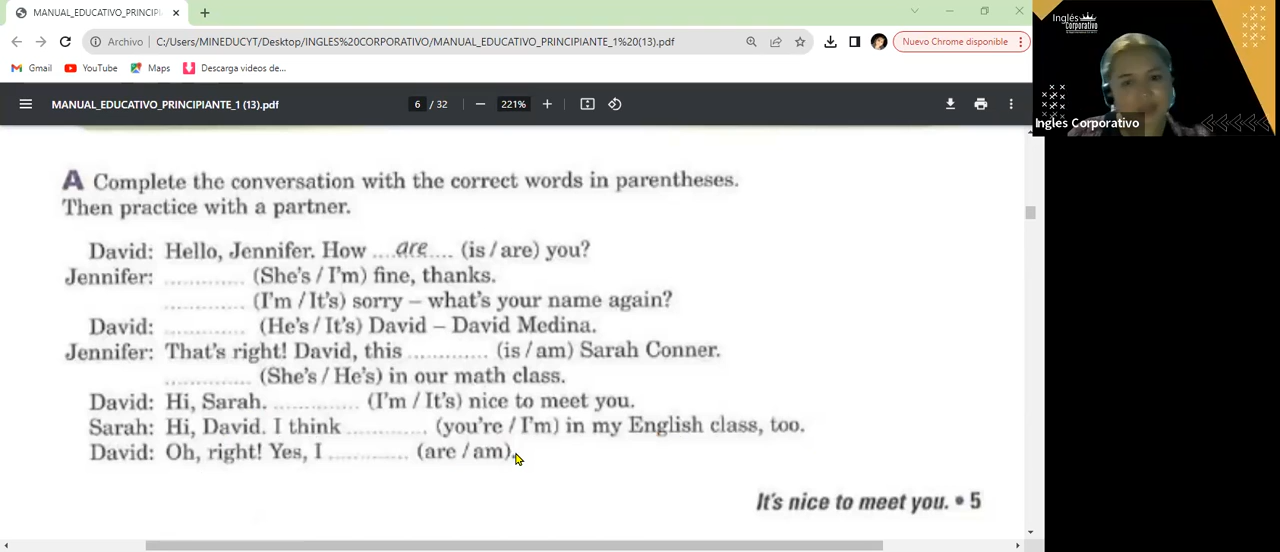 MANUAL_EDUCATIVO_PRINCIPI
Archivo
C:/Users/MINEDUCYT/Desktop/INGLES%20CORPORATIVO/MANUAL_EDUCATIVO_PRINCIPIANTE_1%20(13).pdf
Nuevo Chrome disponible
Gmail
YouTube
Maps
Descarga videos de...
MANUAL_EDUCATIVO_PRINCIPIANTE_1 (13).pdf
6 / 32
221%
Inglés
Corporativo
Inglés Corporativo
A Complete the conversation with the correct words in parentheses.
Then practice with a partner.
David: Hello, Jennifer. How ....are.... (is / are) you?
Jennifer: ............ (She's / I'm) fine, thanks.
............ (I'm / It's) sorry – what's your name again?
David: ............ (He's / It's) David – David Medina.
Jennifer: That's right! David, this ............ (is / am) Sarah Conner.
............ (She's / He's) in our math class.
David: Hi, Sarah. ............ (I'm / It's) nice to meet you.
Sarah: Hi, David. I think ............ (you're / I'm) in my English class, too.
David: Oh, right! Yes, I ............ (are / am).
It's nice to meet you. • 5